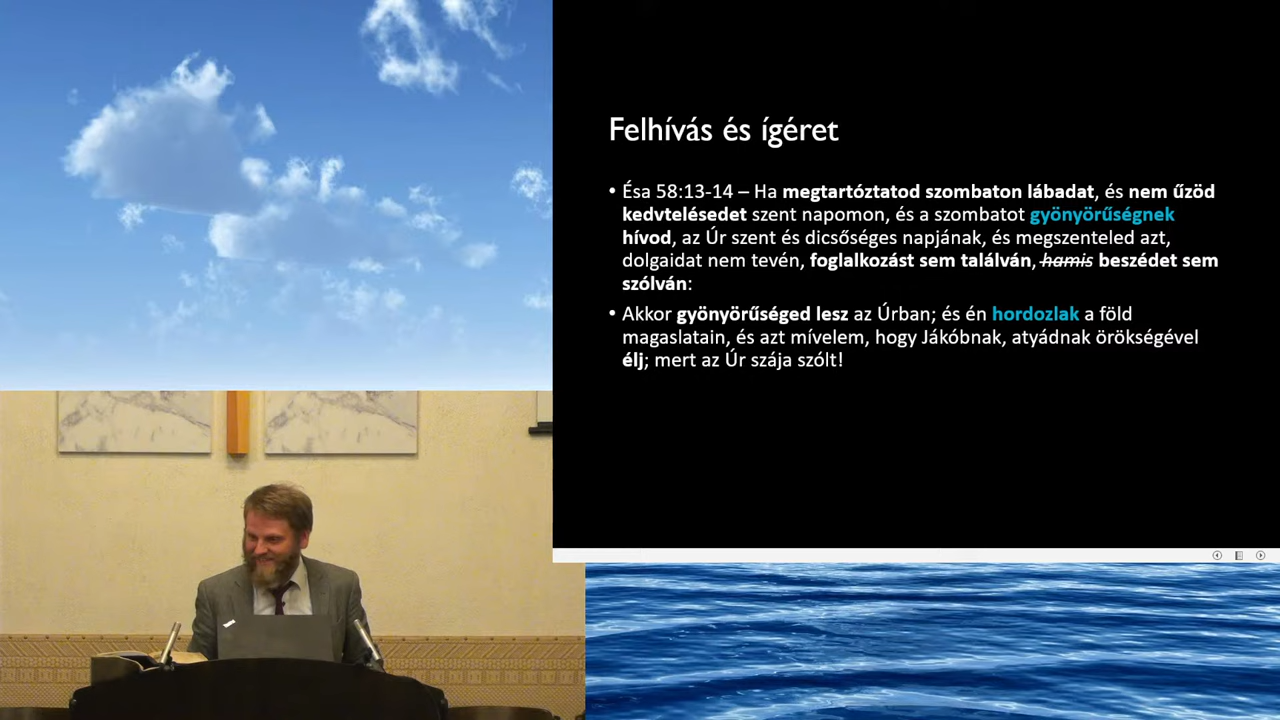 Felhívás és ígéret
• Ésa 58:13-14 – Ha megtartóztatod szombaton lábadat, és nem űzöd
kedvtelésedet szent napomon, és a szombatot gyönyörűségnek
hívod, az Úr szent és dicsőséges napjának, és megszenteled azt,
dolgaidat nem tevén, foglalkozást sem találván, hamis beszédet sem
szólván:
• Akkor gyönyörűséged lesz az Úrban; és én hordozlak a föld
magaslatain, és azt mívelem, hogy Jákóbnak, atyádnak örökségével
élj; mert az Úr szája szólt!